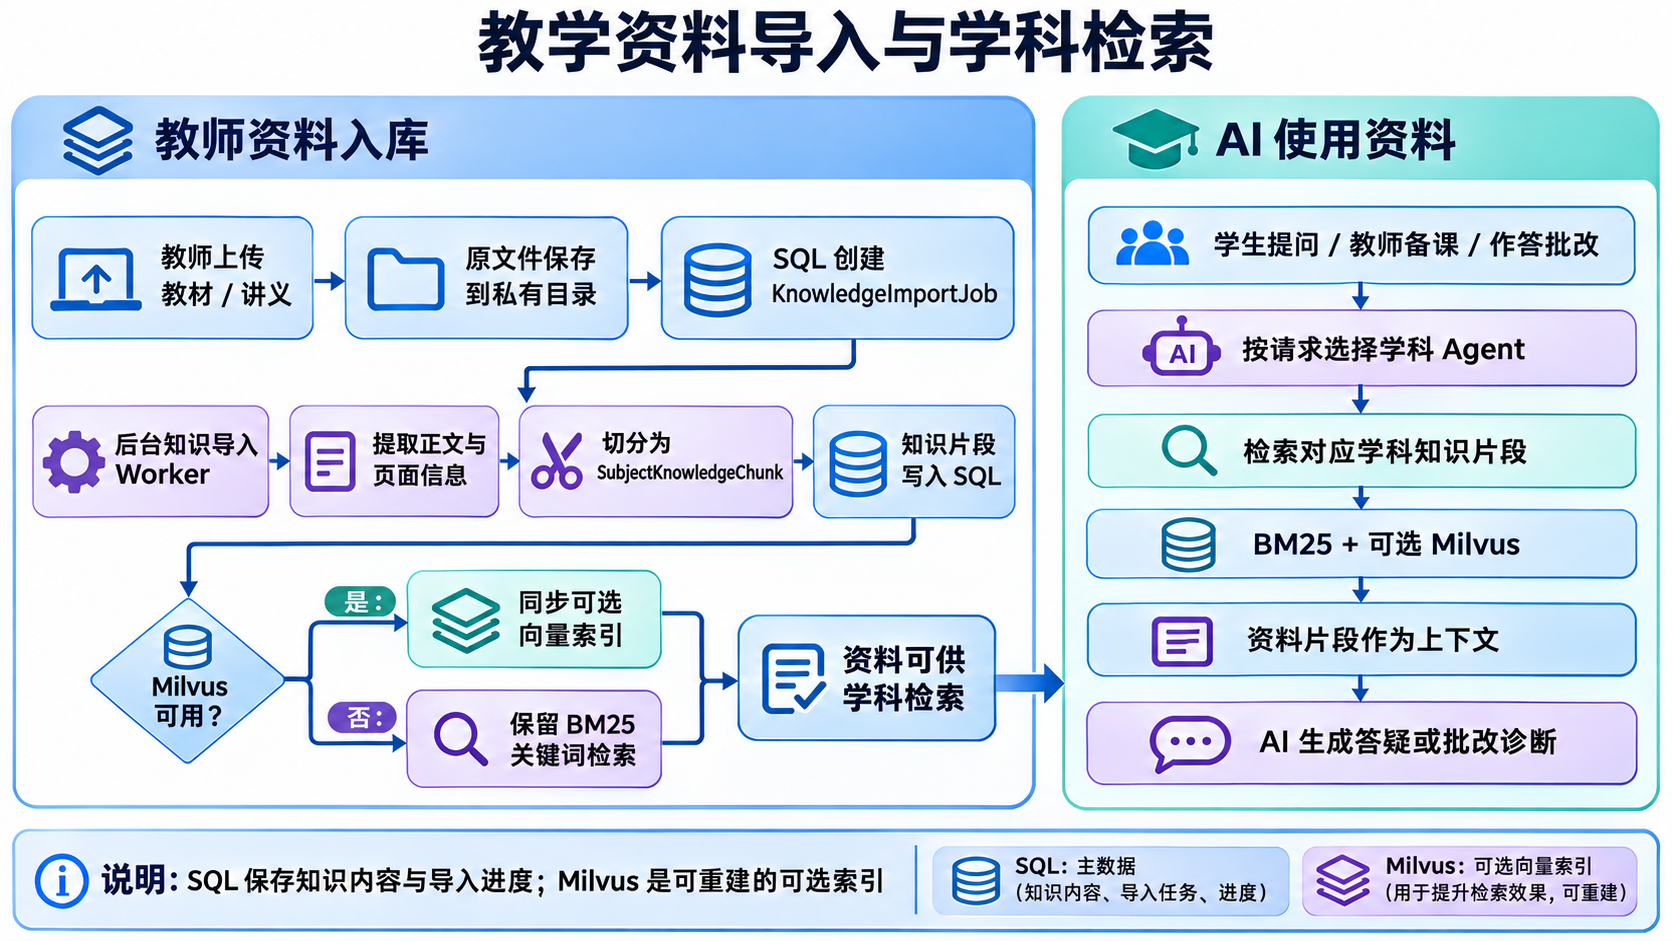 教学资料导入与学科检索
教师资料入库
教师上传
教材 / 讲义
原文件保存
到私有目录
SQL 创建
KnowledgeImportJob
后台知识导入
Worker
提取正文与
页面信息
切分为
SubjectKnowledgeChunk
知识片段
写入 SQL
Milvus
可用？
是：
同步可选
向量索引
否：
保留 BM25
关键词检索
资料可供
学科检索
AI 使用资料
学生提问 / 教师备课 / 作答批改
AI
按请求选择学科 Agent
检索对应学科知识片段
BM25 + 可选 Milvus
资料片段作为上下文
AI 生成答疑或批改诊断
说明：SQL 保存知识内容与导入进度；Milvus 是可重建的可选索引
SQL：主数据
（知识内容、导入任务、进度）
Milvus：可选向量索引
（用于提升检索效果，可重建）